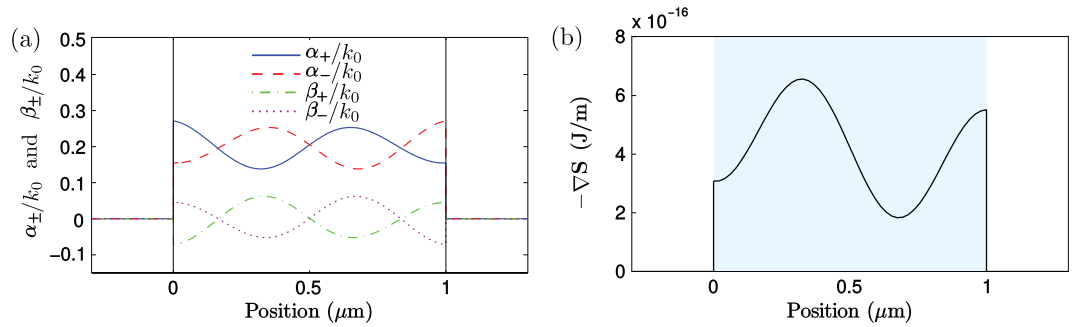 (a)
α±/k0 and β±/k0
0.5
0.4
0.3
0.2
0.1
0
−0.1
α+/k0
α−/k0
β+/k0
β−/k0
0 0.5 1
Position (μm)
(b)
x 10−16
−∇S (J/m)
8
6
4
2
0
0 0.5 1
Position (μm)